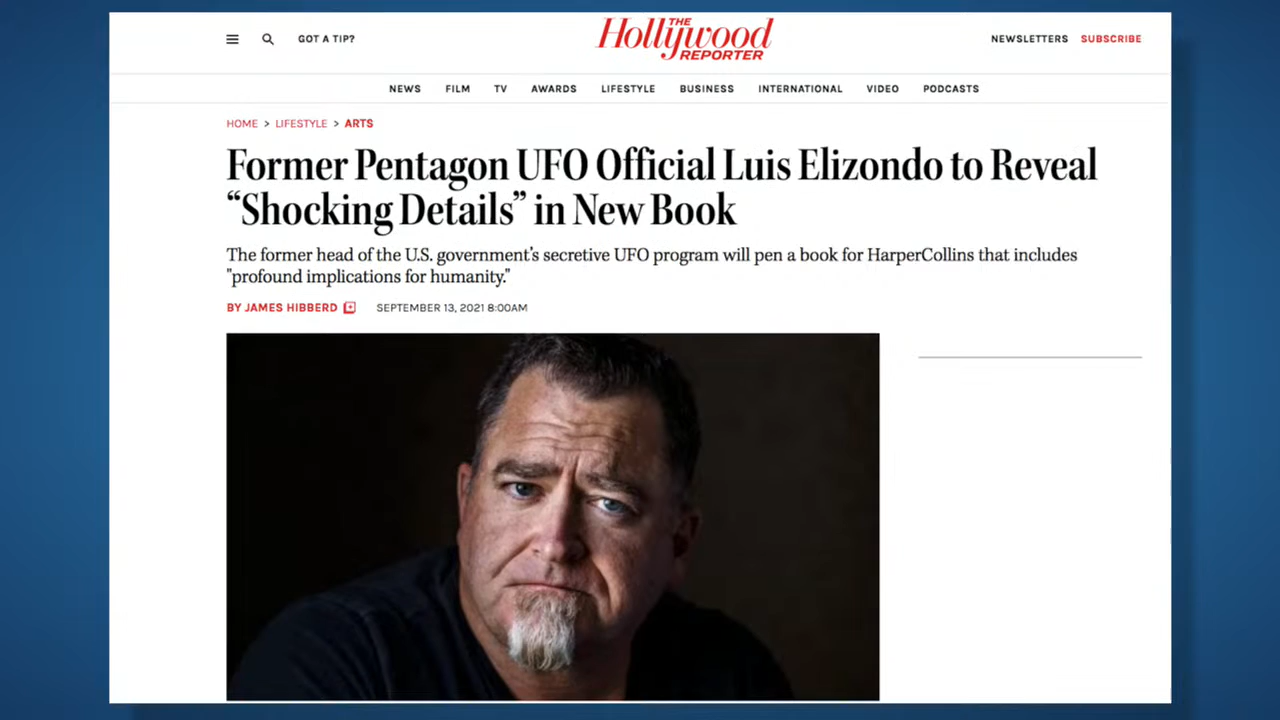 GOT A TIP?
THE
Hollywood
REPORTER
NEWSLETTERS SUBSCRIBE
NEWS FILM TV AWARDS LIFESTYLE BUSINESS INTERNATIONAL VIDEO PODCASTS
HOME > LIFESTYLE > ARTS
Former Pentagon UFO Official Luis Elizondo to Reveal
“Shocking Details” in New Book
The former head of the U.S. government’s secretive UFO program will pen a book for HarperCollins that includes
"profound implications for humanity."
BY JAMES HIBBERD SEPTEMBER 13, 2021 8:00AM